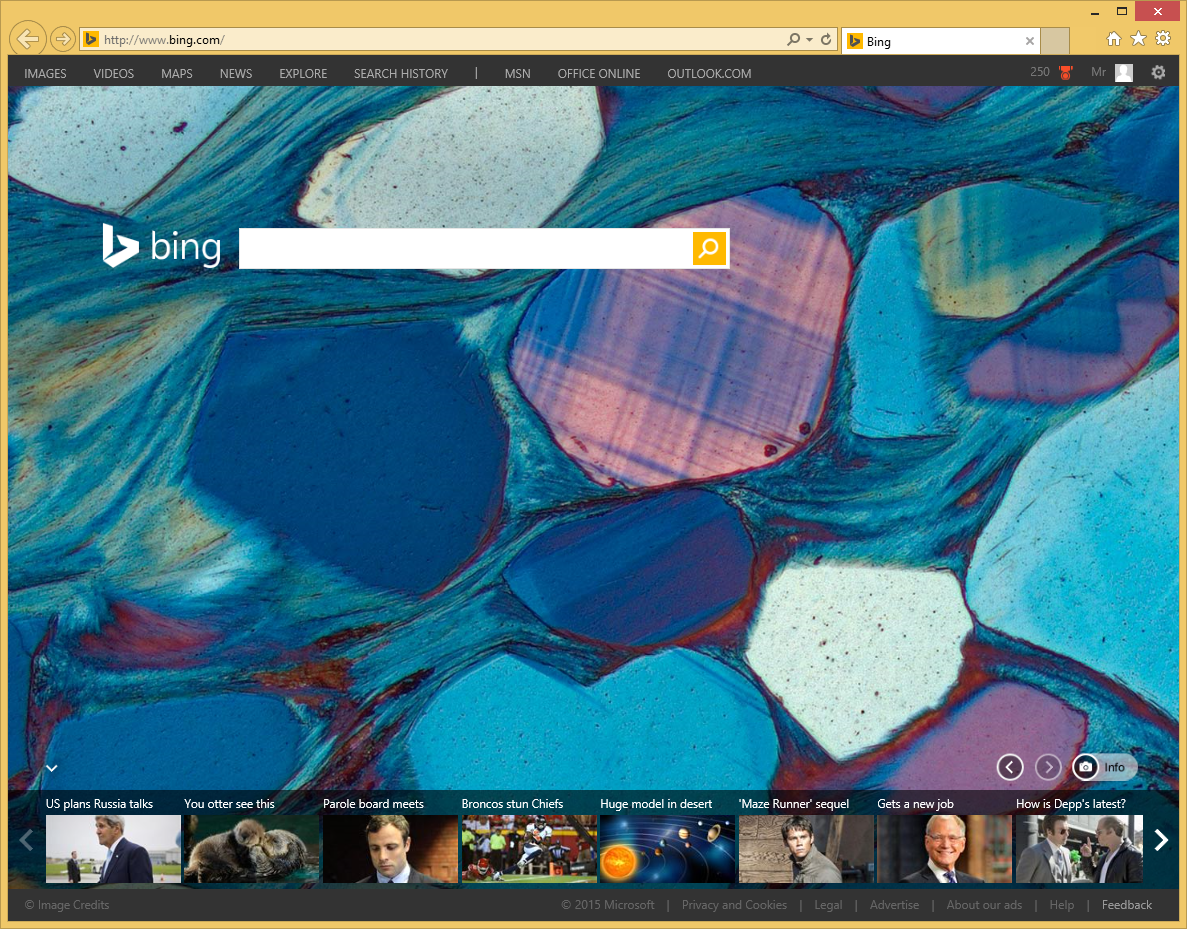 http://www.bing.com/
Bing
IMAGES VIDEOS MAPS NEWS EXPLORE SEARCH HISTORY | MSN OFFICE ONLINE OUTLOOK.COM 250 Mr
bing
Info
US plans Russia talks You otter see this Parole board meets Broncos stun Chiefs Huge model in desert 'Maze Runner' sequel Gets a new job How is Depp's latest?
© Image Credits © 2015 Microsoft | Privacy and Cookies | Legal | Advertise | About our ads | Help | Feedback